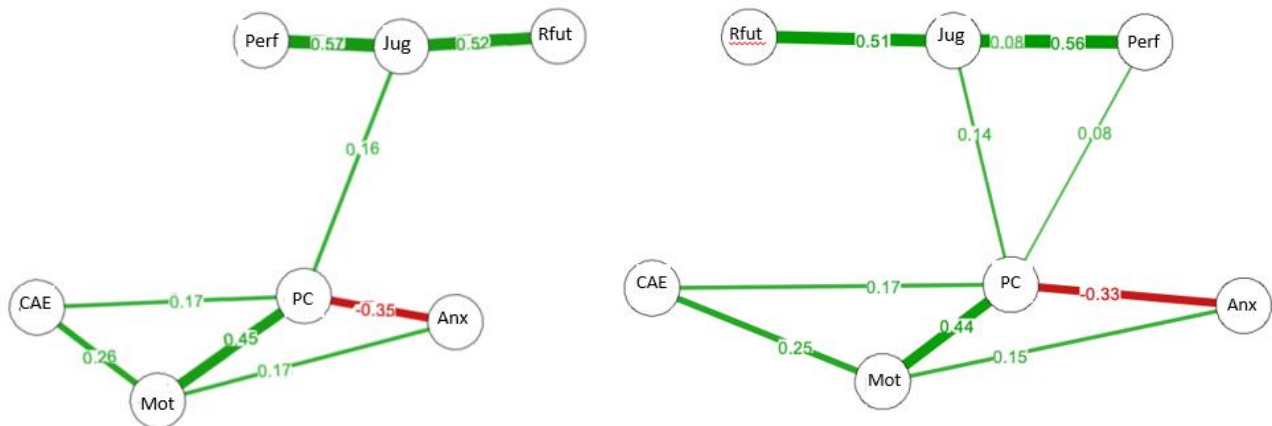 Perf
0.57
Jug
0.52
Rfut
0.16
CAE
0.17
PC
-0.35
Anx
0.26
0.45
0.17
Mot
Rfut
0.51
Jug
0.08
0.56
Perf
0.14
0.08
CAE
0.17
PC
-0.33
Anx
0.25
0.44
0.15
Mot